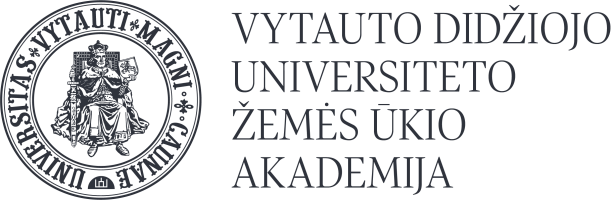 UNIVERSITAS VYTAUTI MAGNI CAUNAE
VYTAUTO DIDŽIOJO
UNIVERSITETO
ŽEMĖS ŪKIO
AKADEMIJA